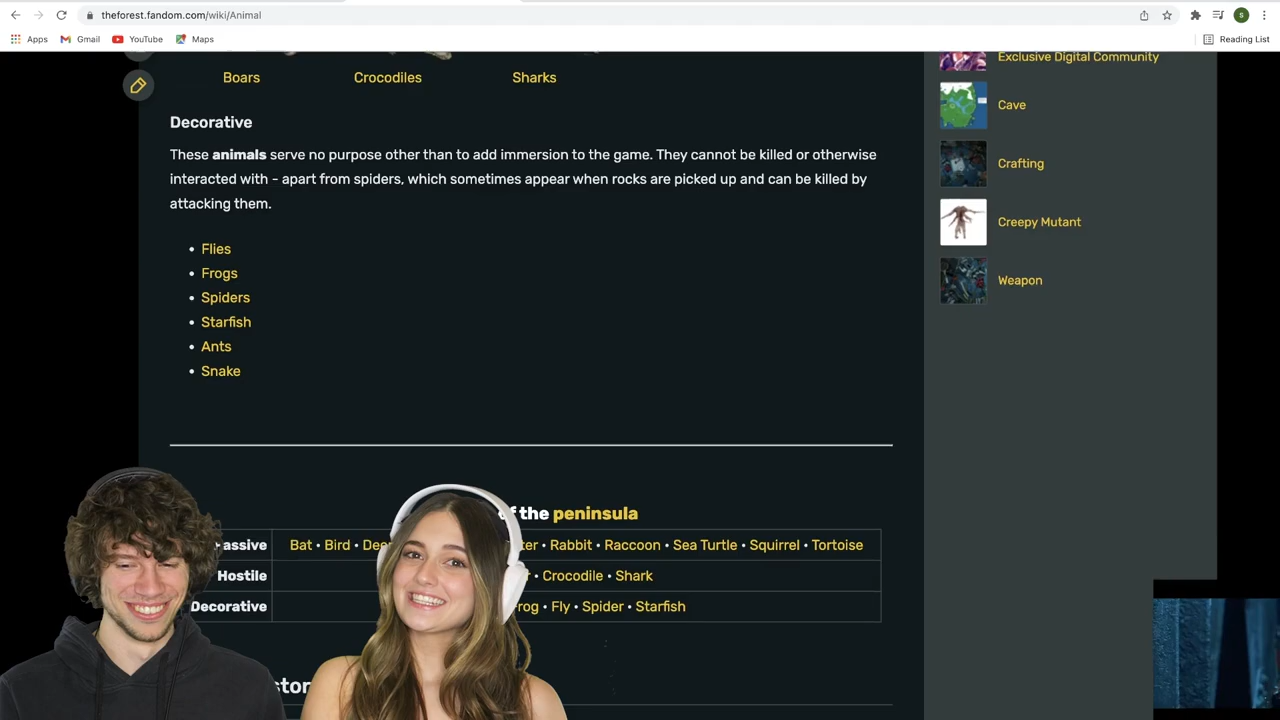 theforest.fandom.com/wiki/Animal
S
Apps
Gmail
YouTube
Maps
Reading List
Boars
Crocodiles
Sharks
Decorative
These animals serve no purpose other than to add immersion to the game. They cannot be killed or otherwise
interacted with - apart from spiders, which sometimes appear when rocks are picked up and can be killed by
attacking them.
• Flies
• Frogs
• Spiders
• Starfish
• Ants
• Snake
Exclusive Digital Community
Cave
Crafting
Creepy Mutant
Weapon
of the peninsula
assive Bat • Bird • Dee • Rabbit • Raccoon • Sea Turtle • Squirrel • Tortoise
Hostile • Crocodile • Shark
Decorative rog • Fly • Spider • Starfish